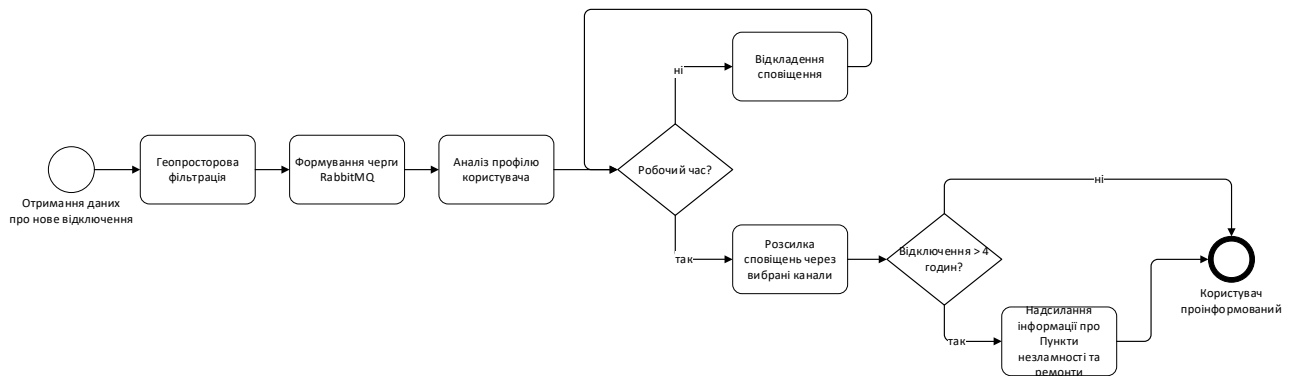 Отримання даних
про нове відключення
Геопросторова
фільтрація
Формування черги
RabbitMQ
Аналіз профілю
користувача
Робочий час?
ні
Відкладення
сповіщення
так
Розсилка
сповіщень через
вибрані канали
Відключення > 4
годин?
ні
так
Надсилання
інформації про
Пункти
незламності та
ремонти
Користувач
проінформований